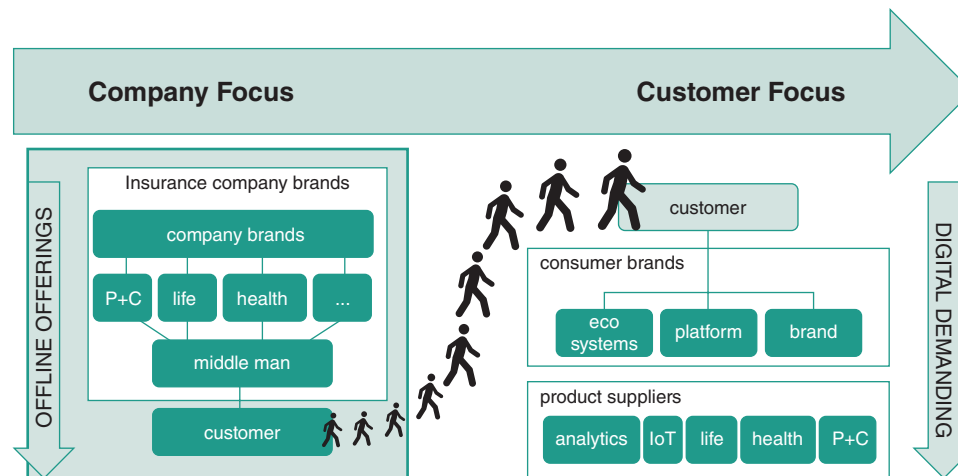 Company Focus
Customer Focus
OFFLINE OFFERINGS
Insurance company brands
company brands
P+C
life
health
...
middle man
customer
customer
consumer brands
eco
systems
platform
brand
product suppliers
analytics
IoT
life
health
P+C
DIGITAL DEMANDING